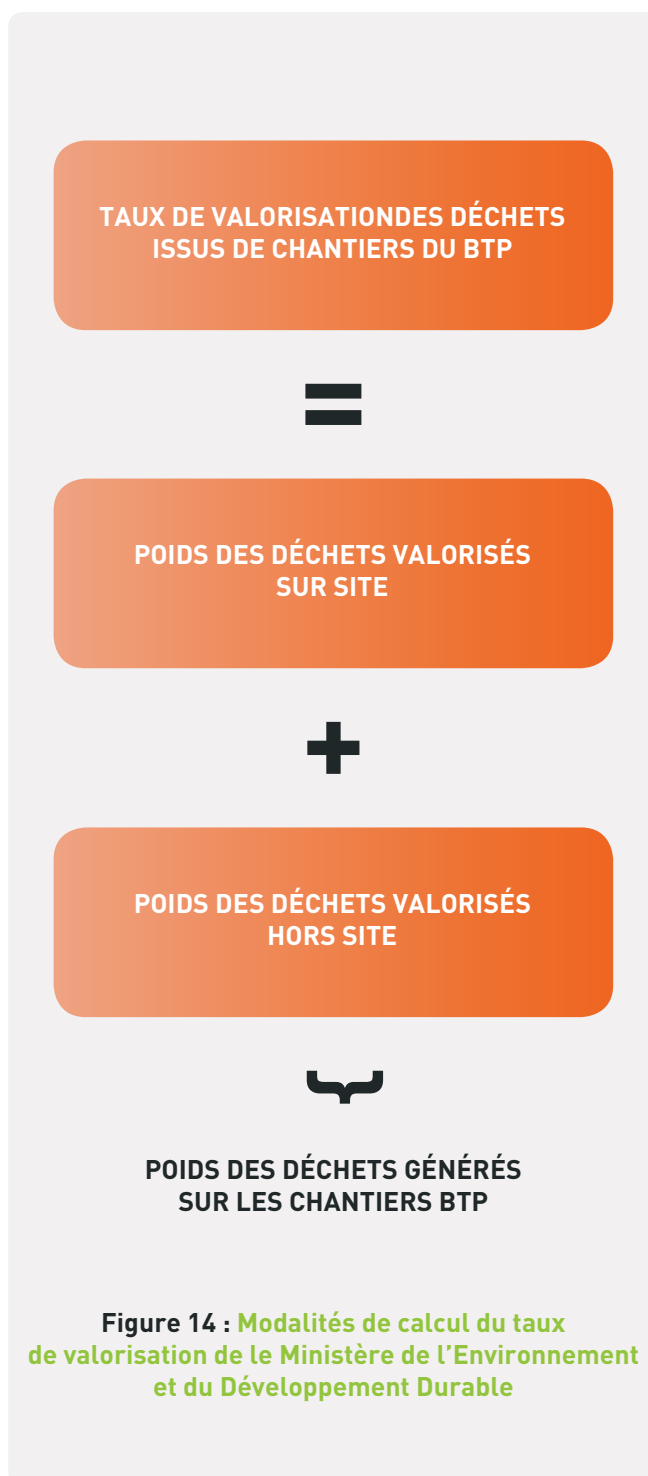 TAUX DE VALORISATIONDES DÉCHETS
ISSUS DE CHANTIERS DU BTP
=
POIDS DES DÉCHETS VALORISÉS
SUR SITE
+
POIDS DES DÉCHETS VALORISÉS
HORS SITE
}
POIDS DES DÉCHETS GÉNÉRÉS
SUR LES CHANTIERS BTP
Figure 14 : Modalités de calcul du taux
de valorisation de le Ministère de l'Environnement
et du Développement Durable